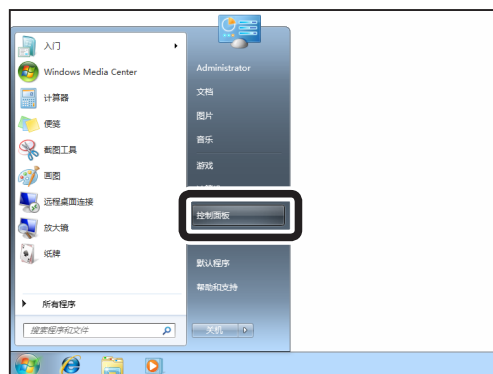 入门
Windows Media Center
计算器
便笺
截图工具
画图
远程桌面连接
放大镜
纸牌
所有程序
搜索程序和文件
Administrator
文档
图片
音乐
游戏
控制面板
默认程序
帮助和支持
关机